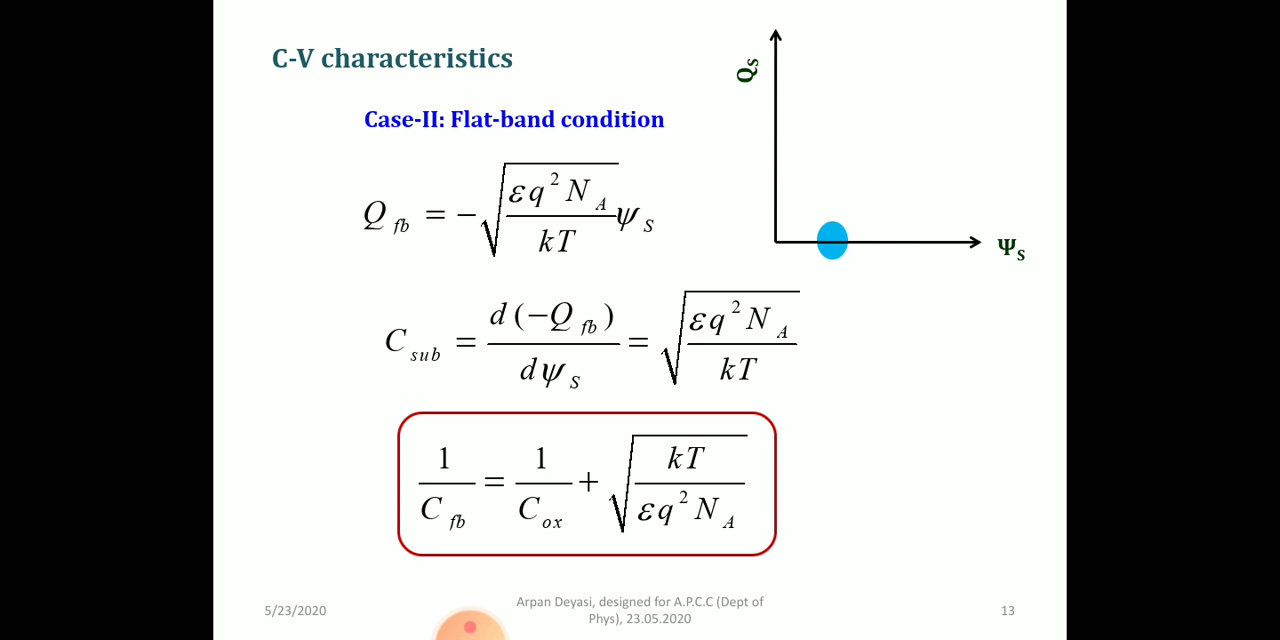 C-V characteristics
Case-II: Flat-band condition
Q_S
Ψ_S
Q_fb = −√(εq²N_A / kT) ψ_S
C_sub = d(−Q_fb) / dψ_S = √(εq²N_A / kT)
1/C_fb = 1/C_ox + √(kT / εq²N_A)
5/23/2020
Arpan Deyasi, designed for A.P.C.C (Dept of
Phys), 23.05.2020
13